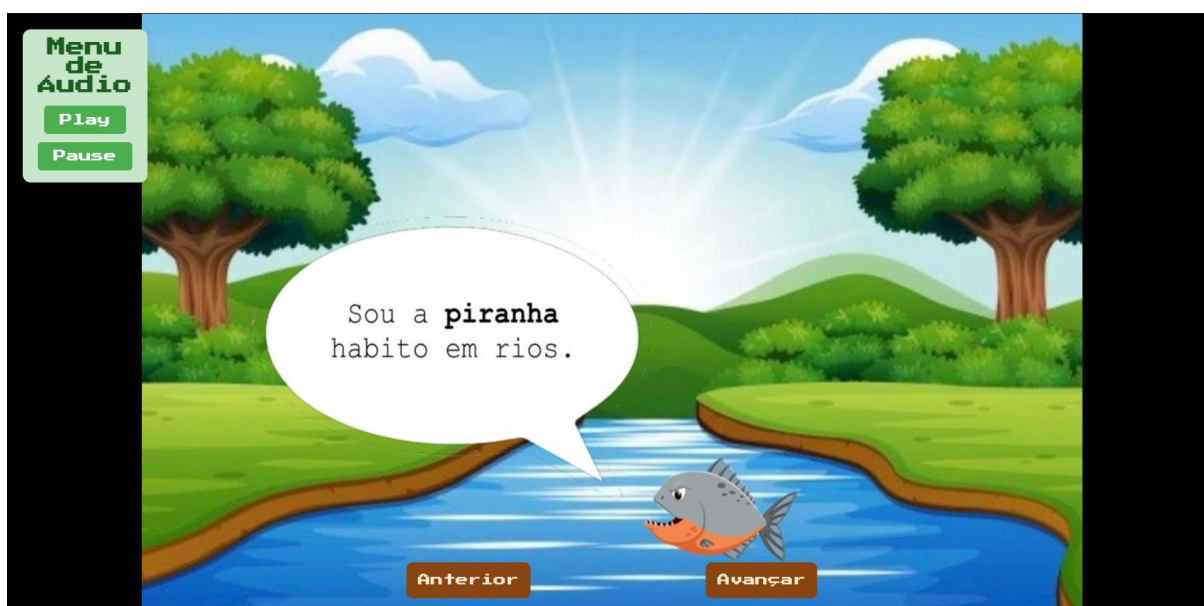 Menu
de
Áudio
Play
Pause
Sou a piranha
habito em rios.
Anterior
Avançar